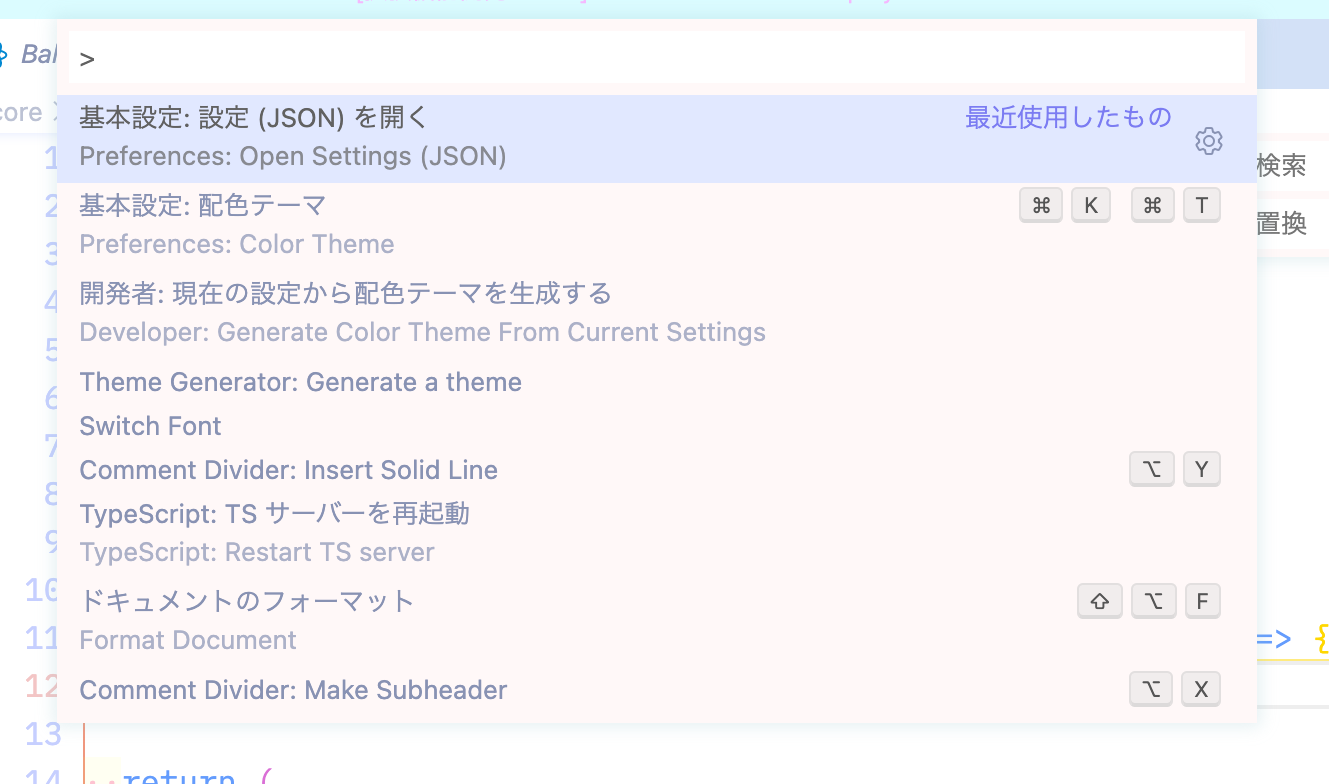 Bal
>
core >
基本設定: 設定 (JSON) を開く 最近使用したもの
Preferences: Open Settings (JSON)
検索
基本設定: 配色テーマ ⌘ K ⌘ T
置換
Preferences: Color Theme
開発者: 現在の設定から配色テーマを生成する
Developer: Generate Color Theme From Current Settings
Theme Generator: Generate a theme
Switch Font
Comment Divider: Insert Solid Line ⌥ Y
TypeScript: TS サーバーを再起動
TypeScript: Restart TS server
ドキュメントのフォーマット ⇧ ⌥ F
Format Document
Comment Divider: Make Subheader ⌥ X
1
2
3
4
5
6
7
8
9
10
11 => {
12
13
14 return (